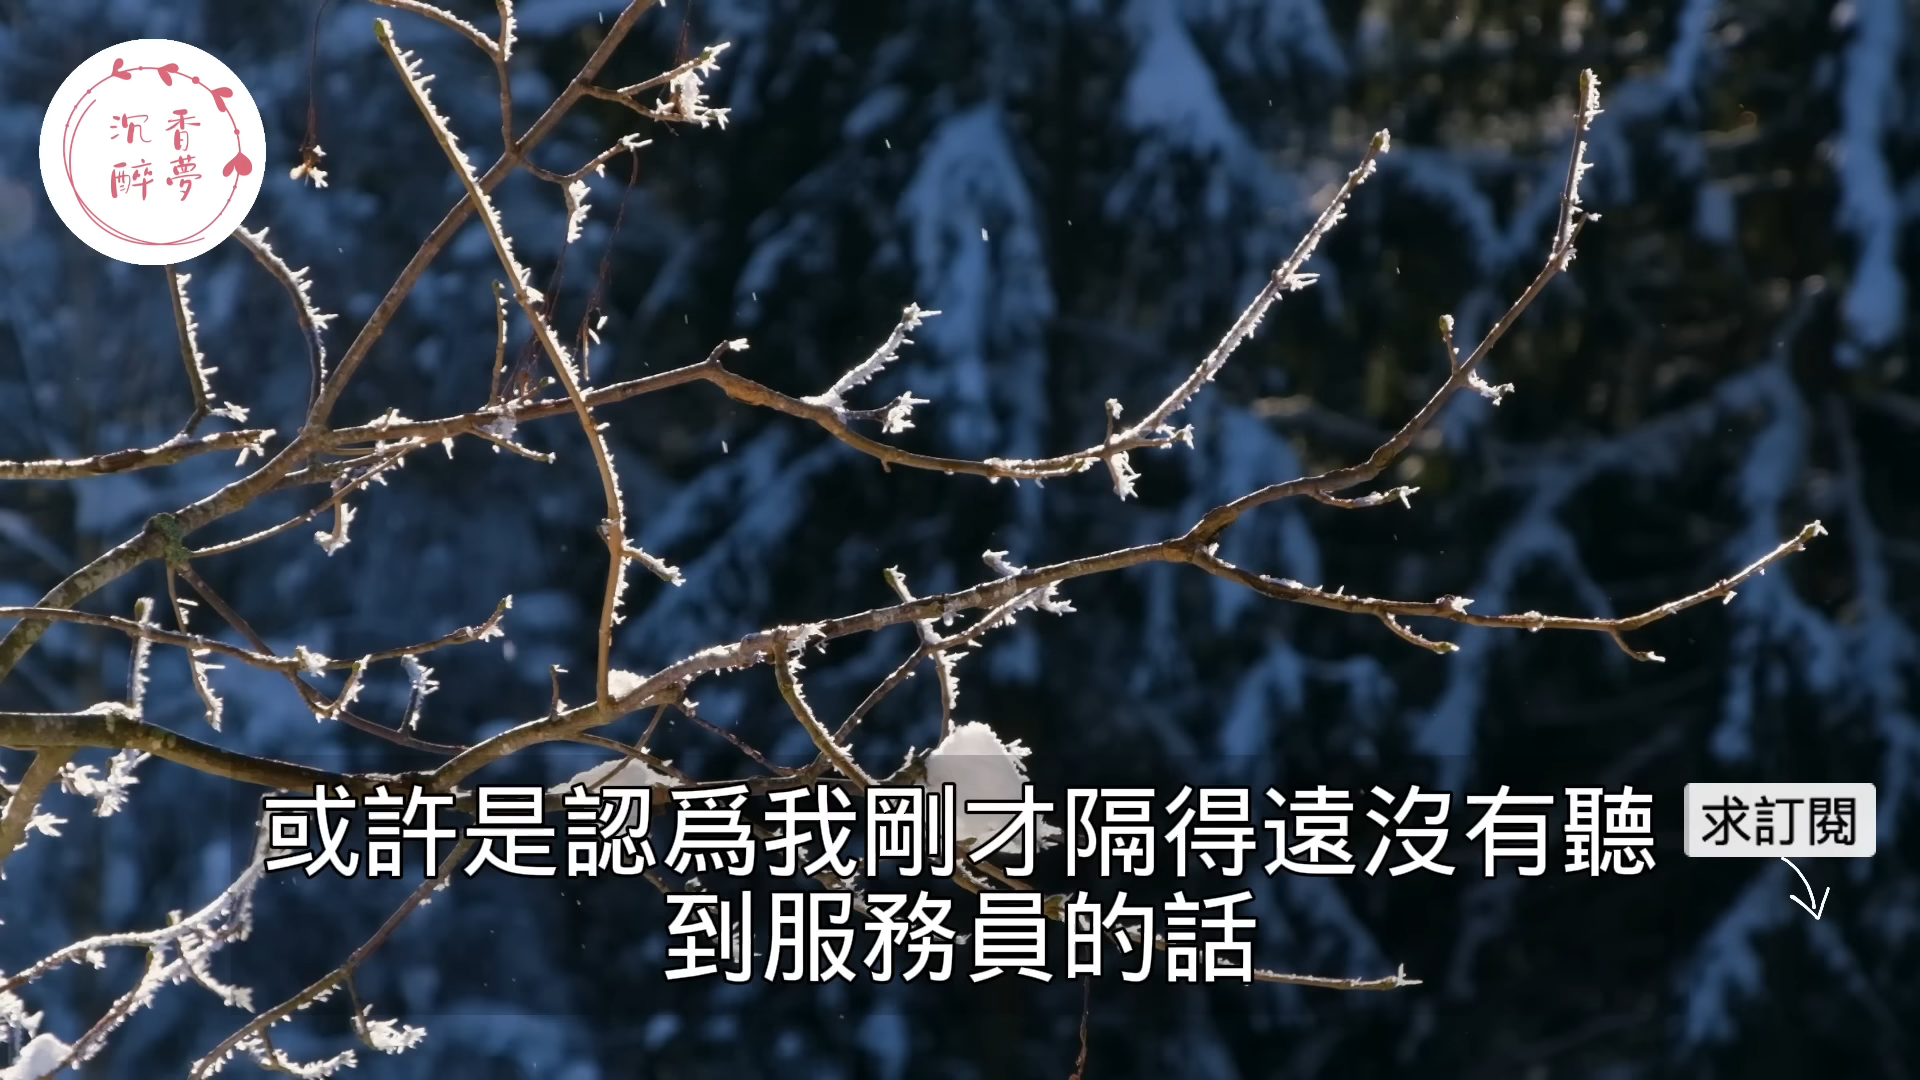 沉香
醉夢
或許是認爲我剛才隔得遠沒有聽
到服務員的話
求訂閱